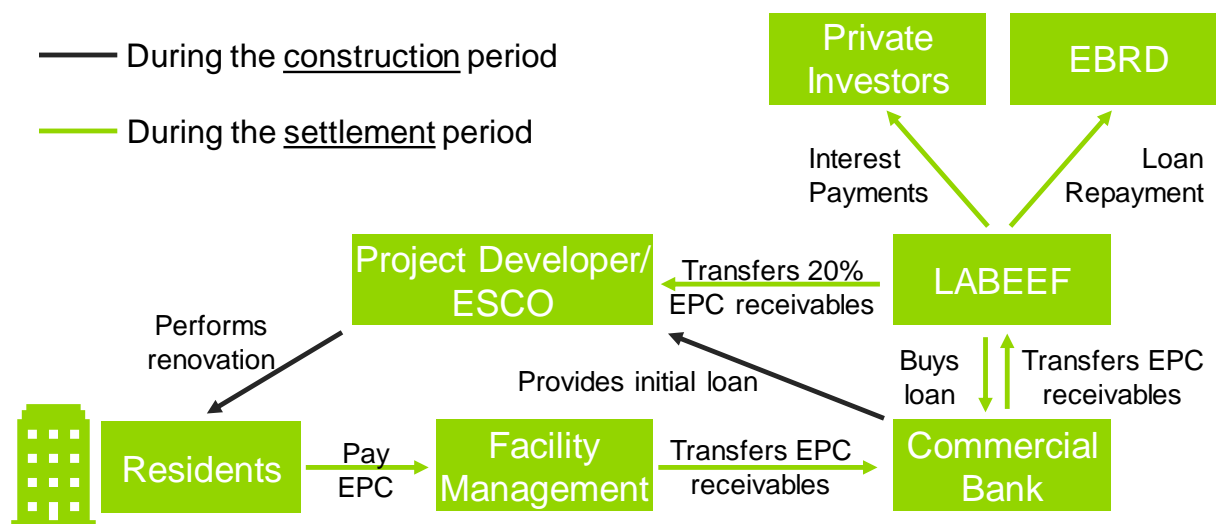 During the construction period
During the settlement period
Private
Investors
EBRD
Interest
Payments
Loan
Repayment
Project Developer/
ESCO
Transfers 20%
EPC receivables
LABEEF
Performs
renovation
Provides initial loan
Buys
loan
Transfers EPC
receivables
Residents
Pay
EPC
Facility
Management
Transfers EPC
receivables
Commercial
Bank